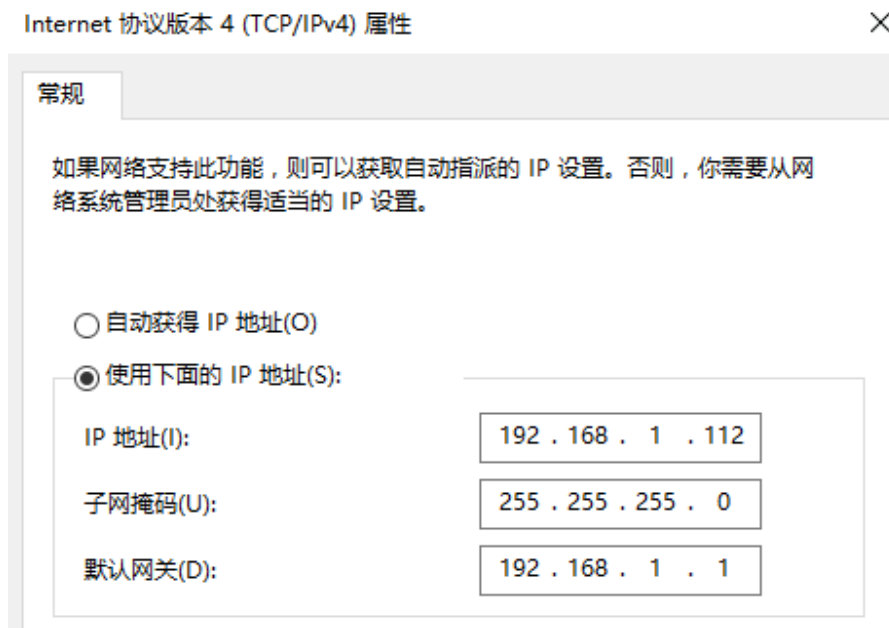 Internet 协议版本 4 (TCP/IPv4) 属性
常规
如果网络支持此功能，则可以获取自动指派的 IP 设置。否则，你需要从网
络系统管理员处获得适当的 IP 设置。
自动获得 IP 地址(O)
使用下面的 IP 地址(S):
IP 地址(I): 192 . 168 . 1 . 112
子网掩码(U): 255 . 255 . 255 . 0
默认网关(D): 192 . 168 . 1 . 1